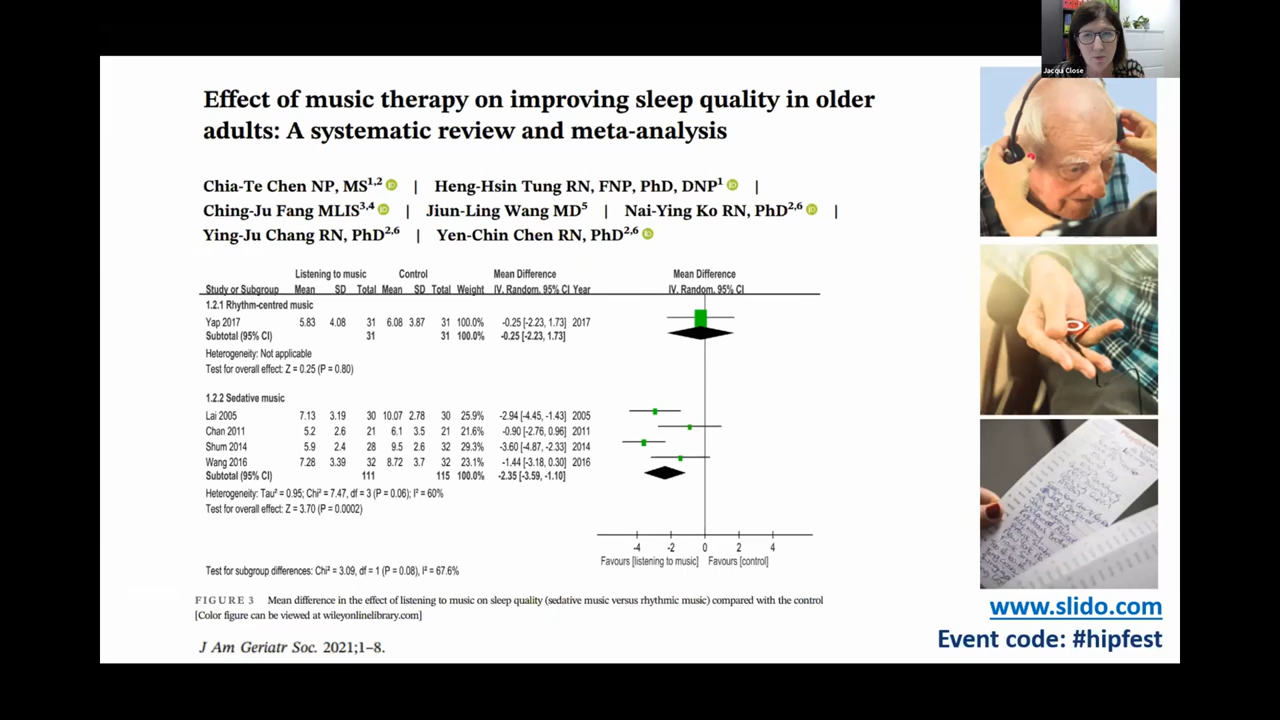 Jacqui Close
Effect of music therapy on improving sleep quality in older
adults: A systematic review and meta-analysis
Chia-Te Chen NP, MS1,2 | Heng-Hsin Tung RN, FNP, PhD, DNP1 |
Ching-Ju Fang MLIS3,4 | Jiun-Ling Wang MD5 | Nai-Ying Ko RN, PhD2,6 |
Ying-Ju Chang RN, PhD2,6 | Yen-Chin Chen RN, PhD2,6
Listening to music Control Mean Difference Mean Difference
Study or Subgroup Mean SD Total Mean SD Total Weight IV. Random. 95% CI Year IV. Random. 95% CI
1.2.1 Rhythm-centred music
Yap 2017 5.83 4.08 31 6.08 3.87 31 100.0% -0.25 [-2.23, 1.73] 2017
Subtotal (95% CI) 31 31 100.0% -0.25 [-2.23, 1.73]
Heterogeneity: Not applicable
Test for overall effect: Z = 0.25 (P = 0.80)
1.2.2 Sedative music
Lai 2005 7.13 3.19 30 10.07 2.78 30 25.9% -2.94 [-4.45, -1.43] 2005
Chan 2011 5.2 2.6 21 6.1 3.5 21 21.6% -0.90 [-2.76, 0.96] 2011
Shum 2014 5.9 2.4 28 9.5 2.6 32 29.3% -3.60 [-4.87, -2.33] 2014
Wang 2016 7.28 3.39 32 8.72 3.7 32 23.1% -1.44 [-3.18, 0.30] 2016
Subtotal (95% CI) 111 115 100.0% -2.35 [-3.59, -1.10]
Heterogeneity: Tau² = 0.95; Chi² = 7.47, df = 3 (P = 0.06); I² = 60%
Test for overall effect: Z = 3.70 (P = 0.0002)
-4 -2 0 2 4
Favours [listening to music] Favours [control]
Test for subgroup differences: Chi² = 3.09, df = 1 (P = 0.08), I² = 67.6%
FIGURE 3 Mean difference in the effect of listening to music on sleep quality (sedative music versus rhythmic music) compared with the control
[Color figure can be viewed at wileyonlinelibrary.com]
J Am Geriatr Soc. 2021;1–8.
www.slido.com
Event code: #hipfest